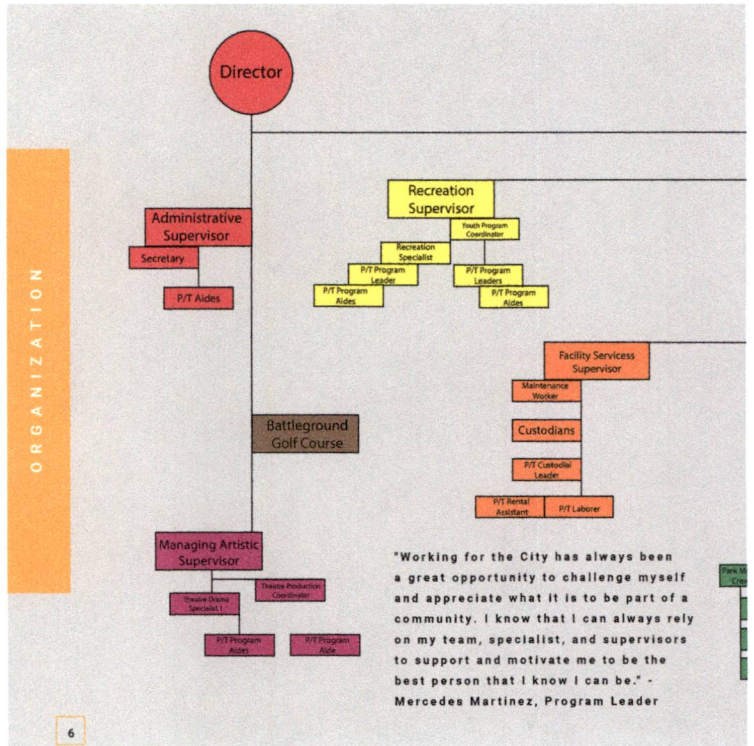 Director
ORGANIZATION
Administrative
Supervisor
Secretary
P/T Aides
Recreation
Supervisor
Youth Program
Coordinator
Recreation
Specialist
P/T Program
Leader
P/T Program
Leaders
P/T Program
Aides
P/T Program
Aides
Facility Servicess
Supervisor
Maintenance
Worker
Custodians
P/T Custodial
Leader
P/T Rental
Assistant
P/T Laborer
Battleground
Golf Course
Managing Artistic
Supervisor
Theatre Production
Coordinator
Theatre Drama
Specialist I
P/T Program
Aides
P/T Program
Aide
"Working for the City has always been
a great opportunity to challenge myself
and appreciate what it is to be part of a
community. I know that I can always rely
on my team, specialist, and supervisors
to support and motivate me to be the
best person that I know I can be." -
Mercedes Martinez, Program Leader
Park
6